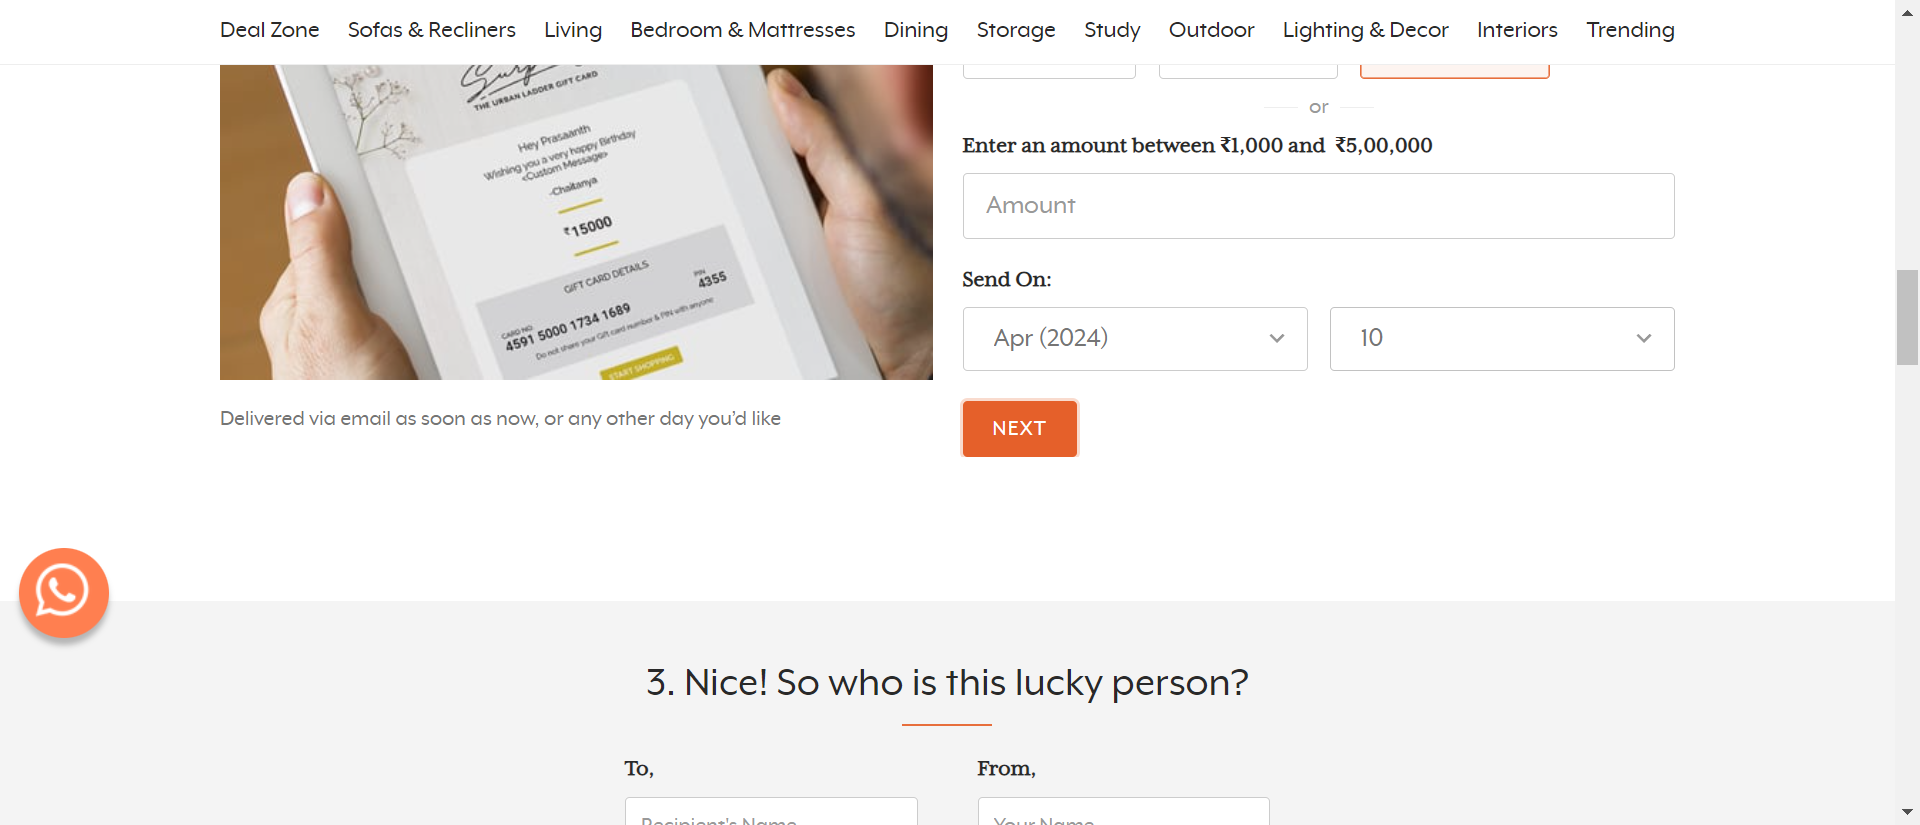 Deal Zone Sofas & Recliners Living Bedroom & Mattresses Dining Storage Study Outdoor Lighting & Decor Interiors Trending
THE URBAN LADDER GIFT CARD
Hey Prasaanth
Wishing you a very happy Birthday
<Custom Message>
-Chaitanya
₹15000
GIFT CARD DETAILS
CARD NO.
4591 5000 1734 1689
PIN
4355
Do not share your Gift card number & PIN with anyone
START SHOPPING
Delivered via email as soon as now, or any other day you’d like
or
Enter an amount between ₹1,000 and ₹5,00,000
Amount
Send On:
Apr (2024) 10
NEXT
3. Nice! So who is this lucky person?
To, From,
Recipient's Name Your Name